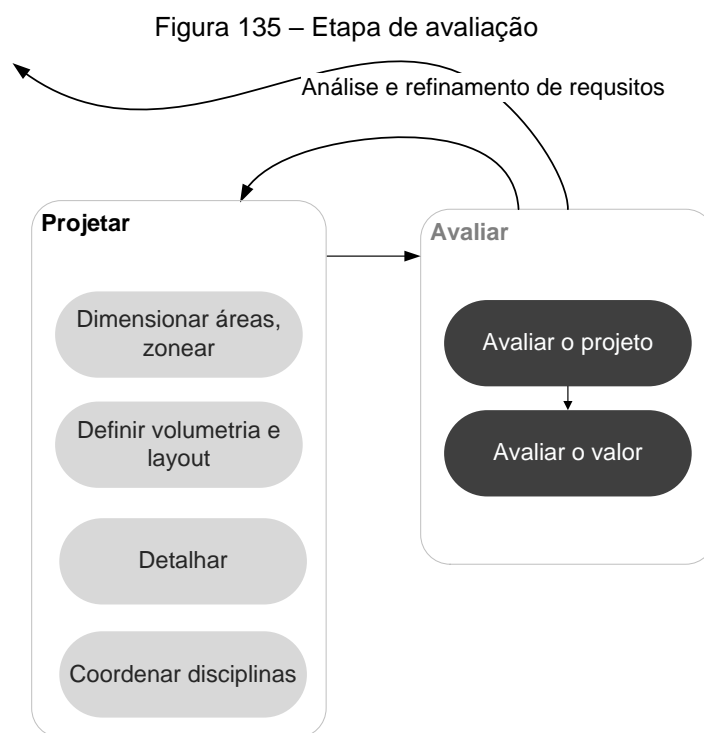 Figura 135 – Etapa de avaliação
Análise e refinamento de requsitos
Projetar
Dimensionar áreas,
zonear
Definir volumetria e
layout
Detalhar
Coordenar disciplinas
Avaliar
Avaliar o projeto
Avaliar o valor